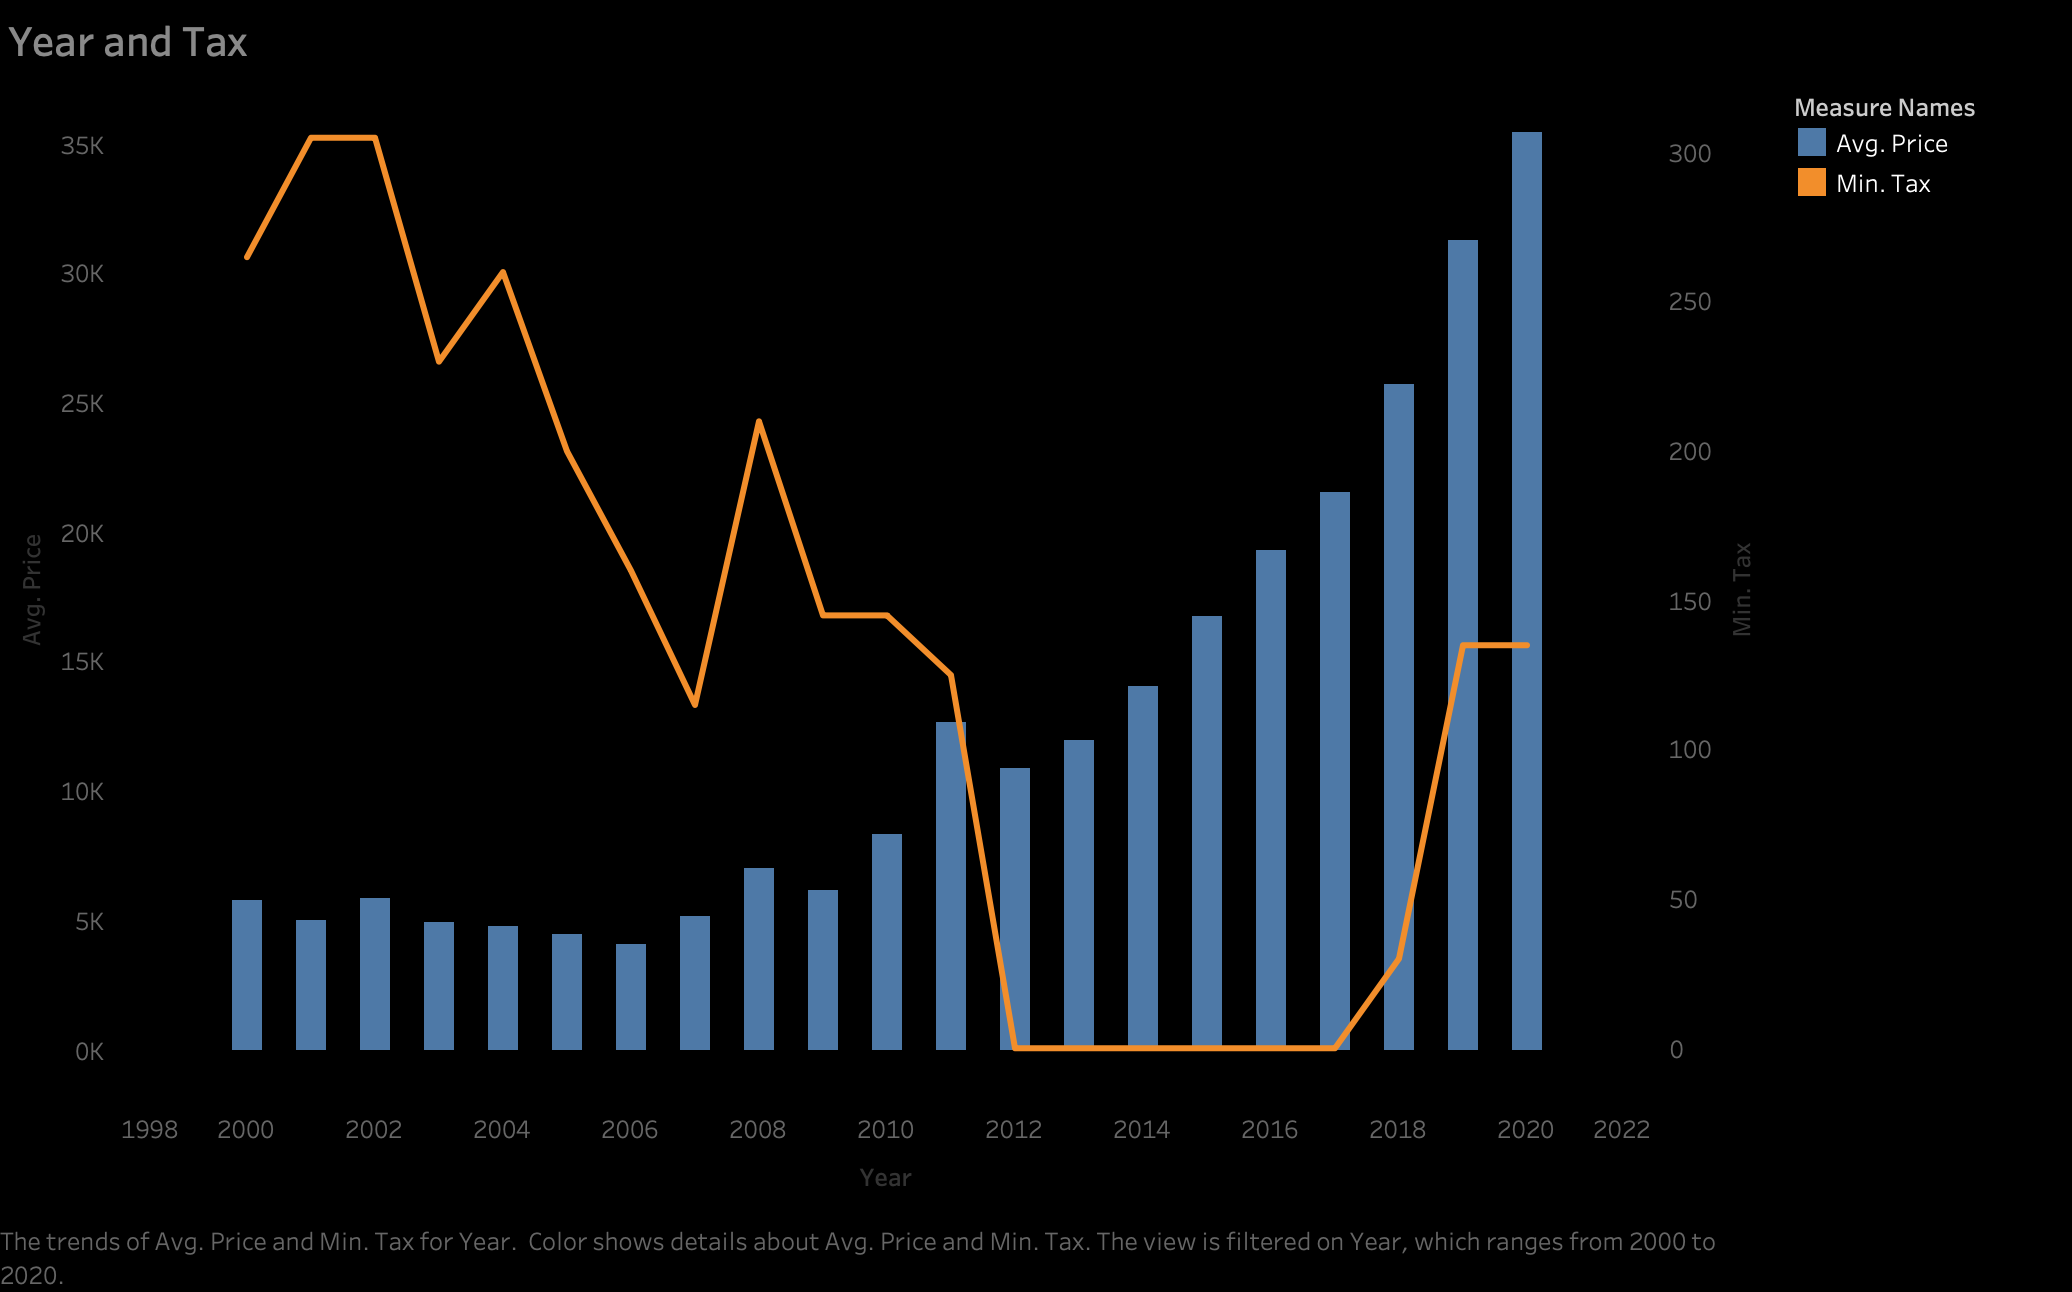 Year and Tax
Measure Names
Avg. Price
Min. Tax
35K
30K
25K
20K
15K
10K
5K
0K
Avg. Price
300
250
200
150
100
50
0
Min. Tax
1998 2000 2002 2004 2006 2008 2010 2012 2014 2016 2018 2020 2022
Year
The trends of Avg. Price and Min. Tax for Year.  Color shows details about Avg. Price and Min. Tax. The view is filtered on Year, which ranges from 2000 to
2020.